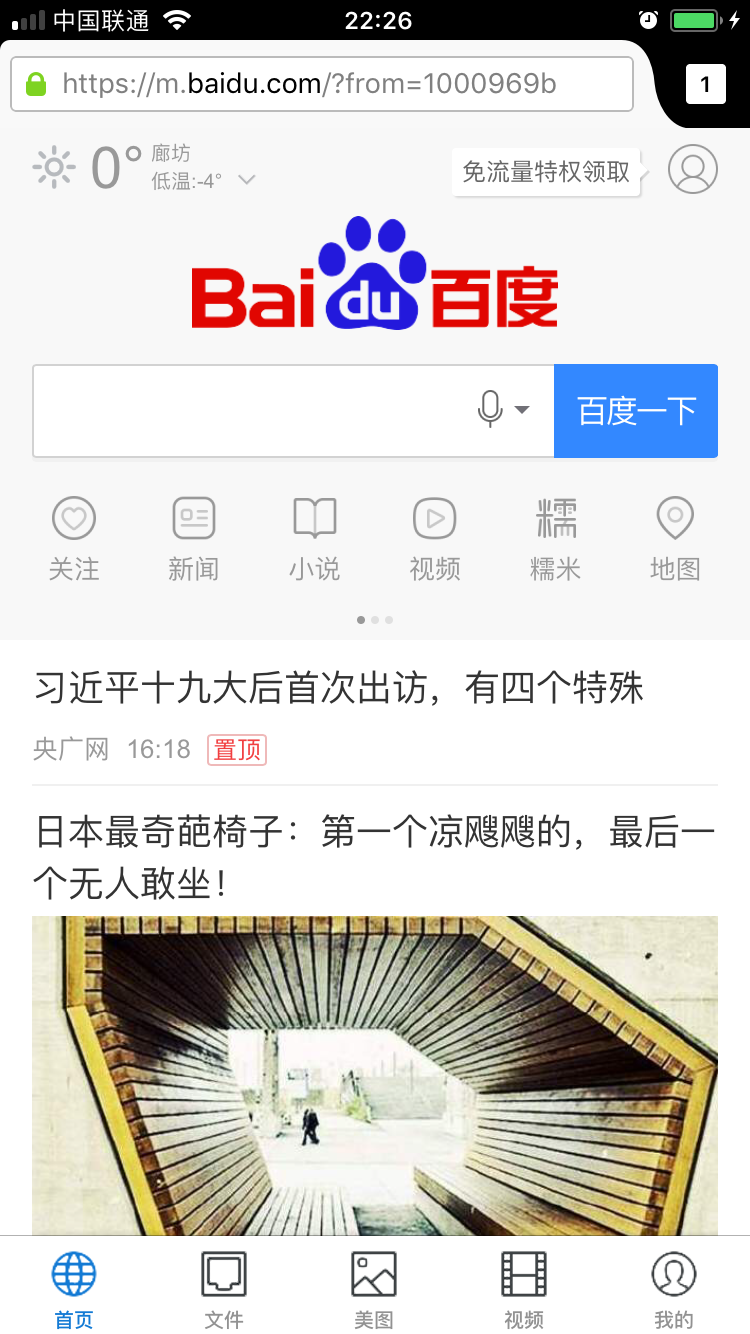 中国联通
22:26
https://m.baidu.com/?from=1000969b
1
0°
廊坊
低温:-4°
免流量特权领取
Bai du 百度
百度一下
关注
新闻
小说
视频
糯
糯米
地图
习近平十九大后首次出访，有四个特殊
央广网 16:18 置顶
日本最奇葩椅子：第一个凉飕飕的，最后一
个无人敢坐！
首页
文件
美图
视频
我的